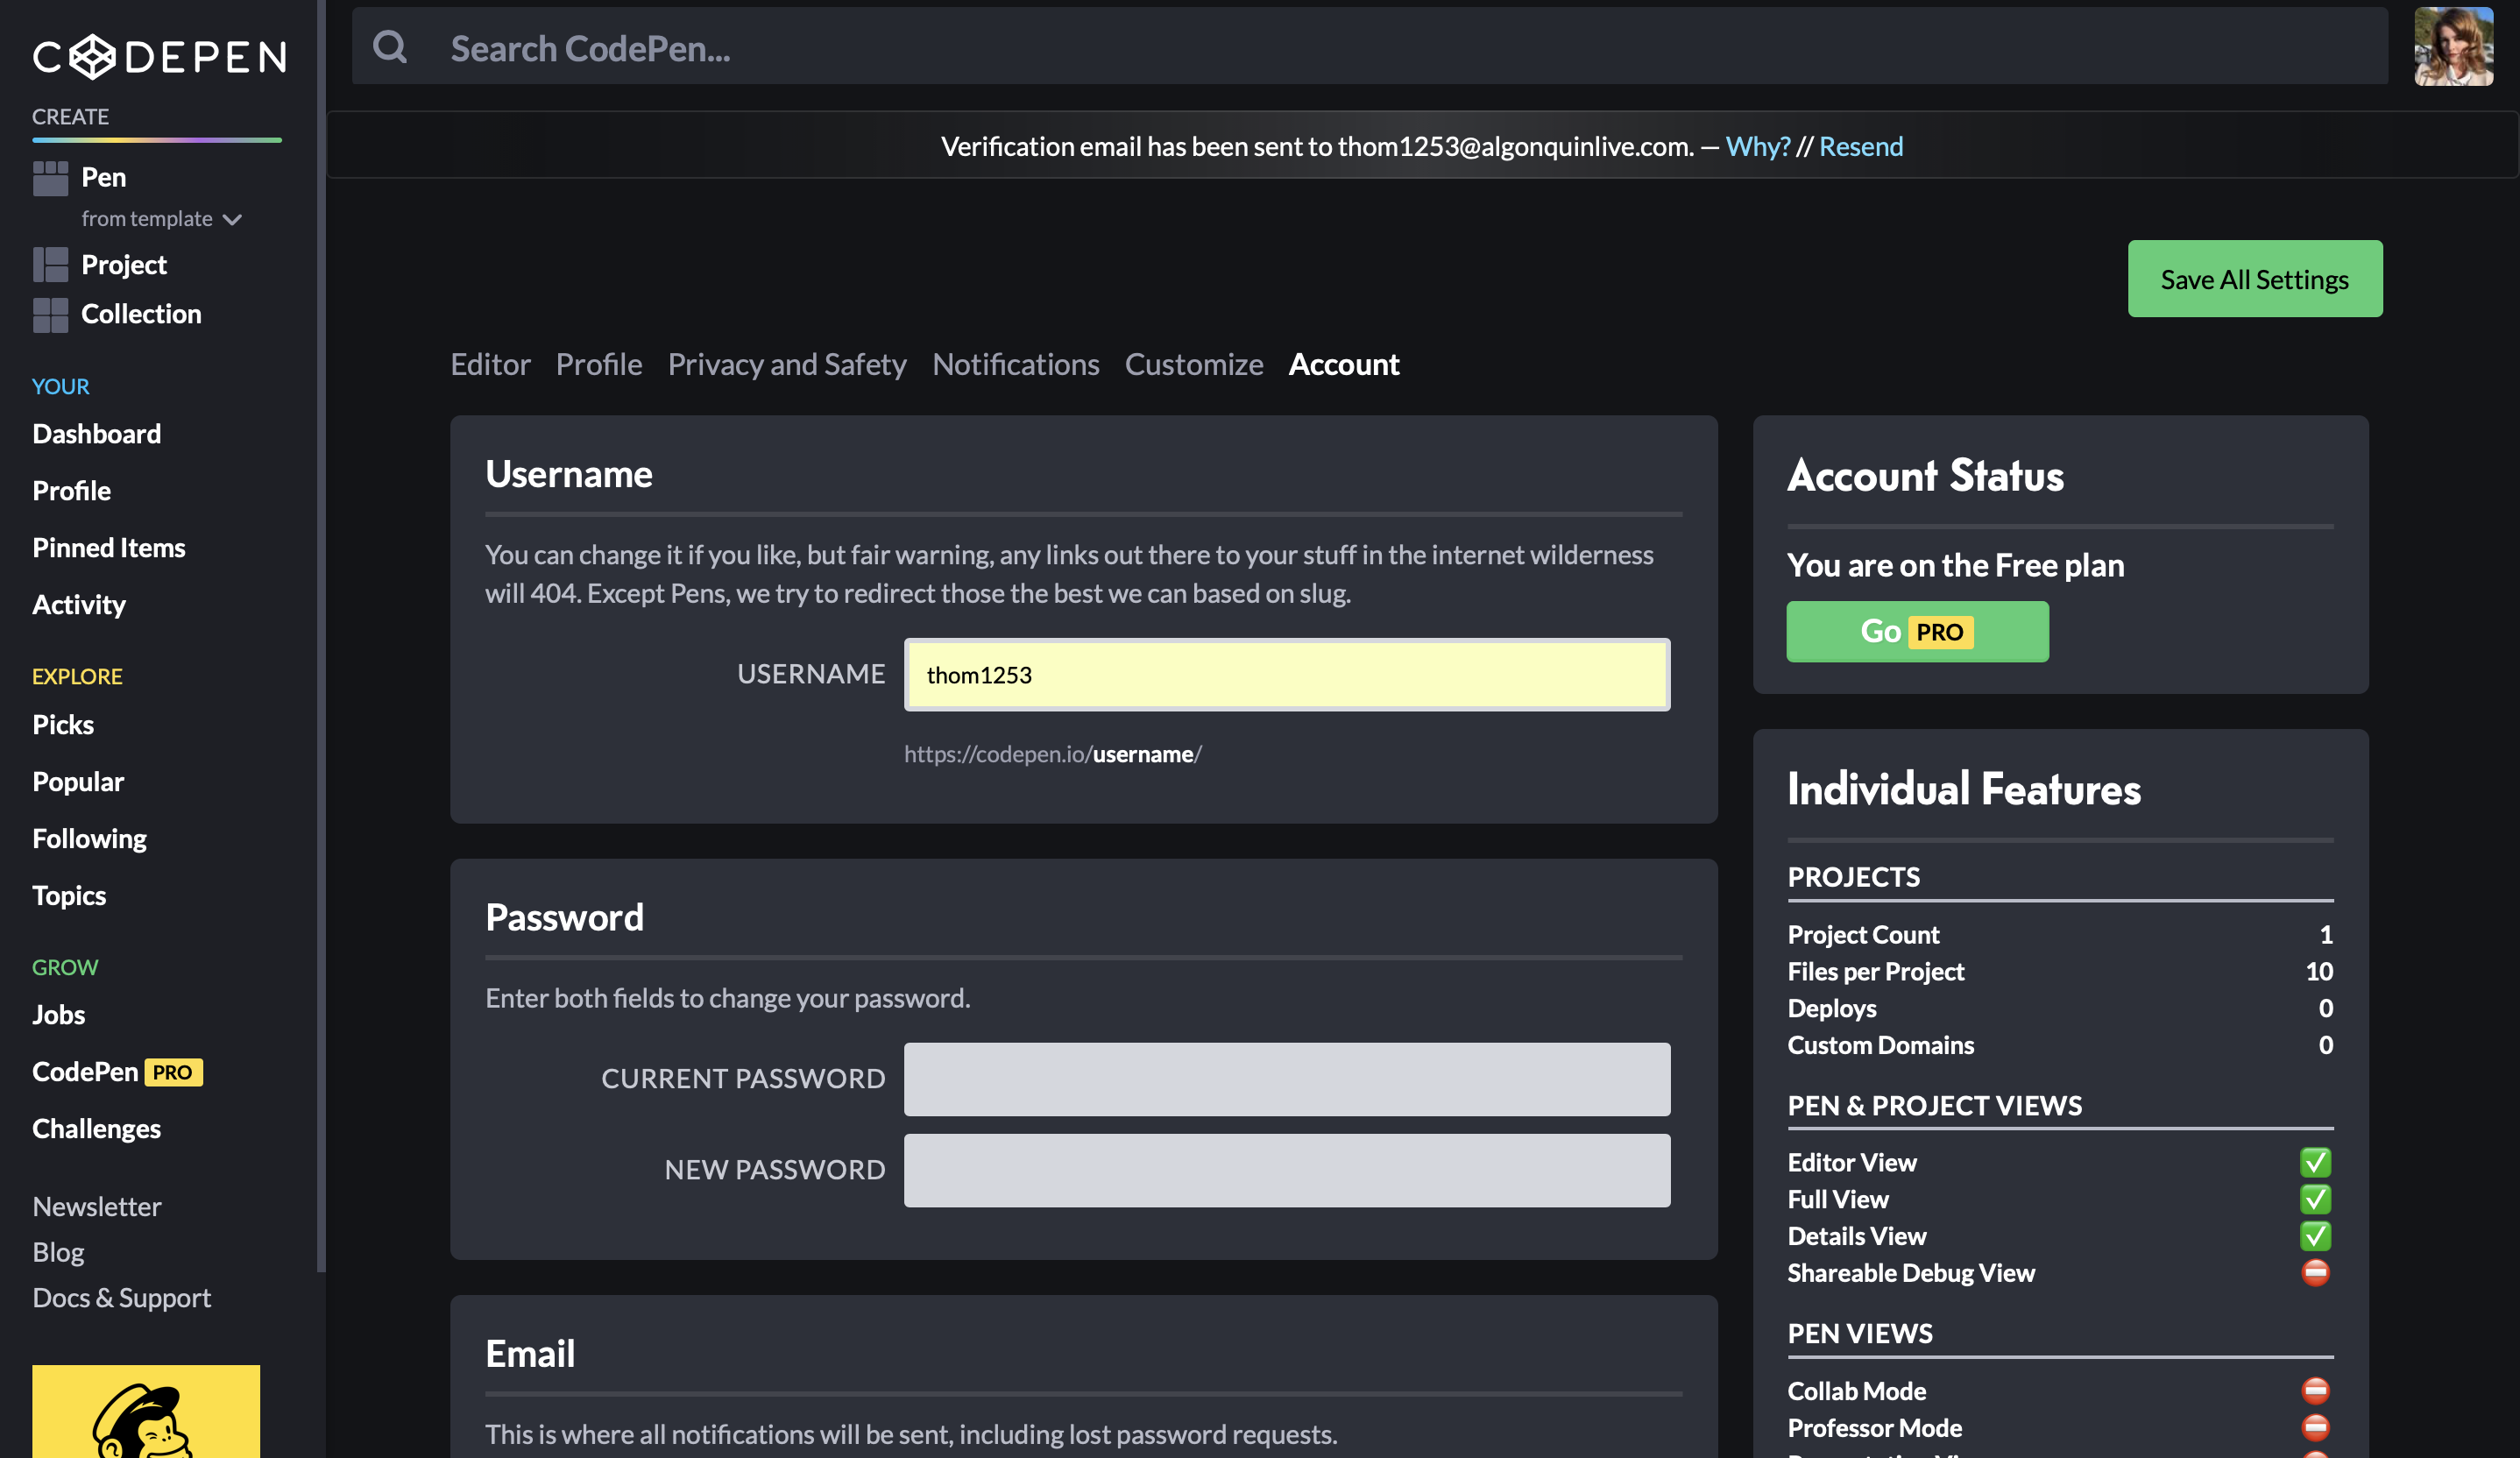 CODEPEN
CREATE
Pen
from template
Project
Collection
YOUR
Dashboard
Profile
Pinned Items
Activity
EXPLORE
Picks
Popular
Following
Topics
GROW
Jobs
CodePen PRO
Challenges
Newsletter
Blog
Docs & Support
Search CodePen...
Verification email has been sent to thom1253@algonquinlive.com. — Why? // Resend
Save All Settings
Editor Profile Privacy and Safety Notifications Customize Account
Username
You can change it if you like, but fair warning, any links out there to your stuff in the internet wilderness
will 404. Except Pens, we try to redirect those the best we can based on slug.
USERNAME thom1253
https://codepen.io/username/
Password
Enter both fields to change your password.
CURRENT PASSWORD
NEW PASSWORD
Email
This is where all notifications will be sent, including lost password requests.
Account Status
You are on the Free plan
Go PRO
Individual Features
PROJECTS
Project Count 1
Files per Project 10
Deploys 0
Custom Domains 0
PEN & PROJECT VIEWS
Editor View
Full View
Details View
Shareable Debug View
PEN VIEWS
Collab Mode
Professor Mode